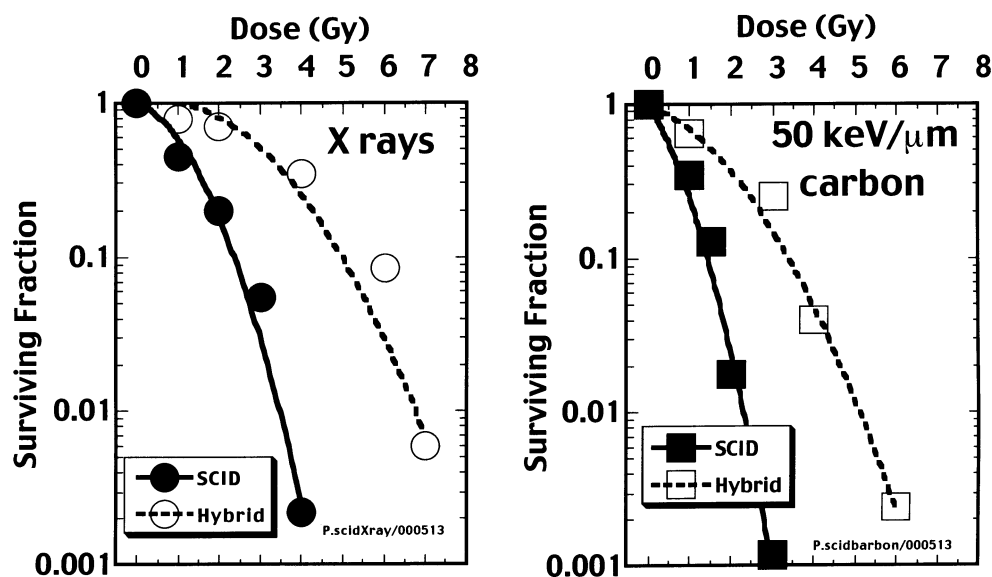 Dose (Gy)
0 1 2 3 4 5 6 7 8
1
0.1
0.01
0.001
Surviving Fraction
X rays
SCID
Hybrid
P.scidXray/000513
Dose (Gy)
0 1 2 3 4 5 6 7 8
1
0.1
0.01
0.001
Surviving Fraction
50 keV/μm
carbon
SCID
Hybrid
P.scidbarbon/000513